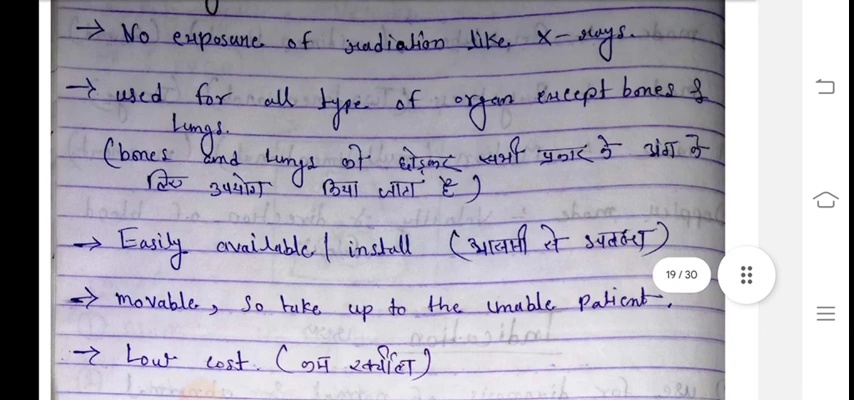 → No exposure of radiation like X-rays.
→ used for all type of organ except bones & lungs.
(bones and lungs को छोड़कर सभी प्रकार के अंग के
लिए उपयोग किया जाता है)
→ Easily available / install (आसानी से उपलब्ध)
19 / 30
→ movable, so take up to the unable patient.
→ Low cost. (कम खर्चीला)